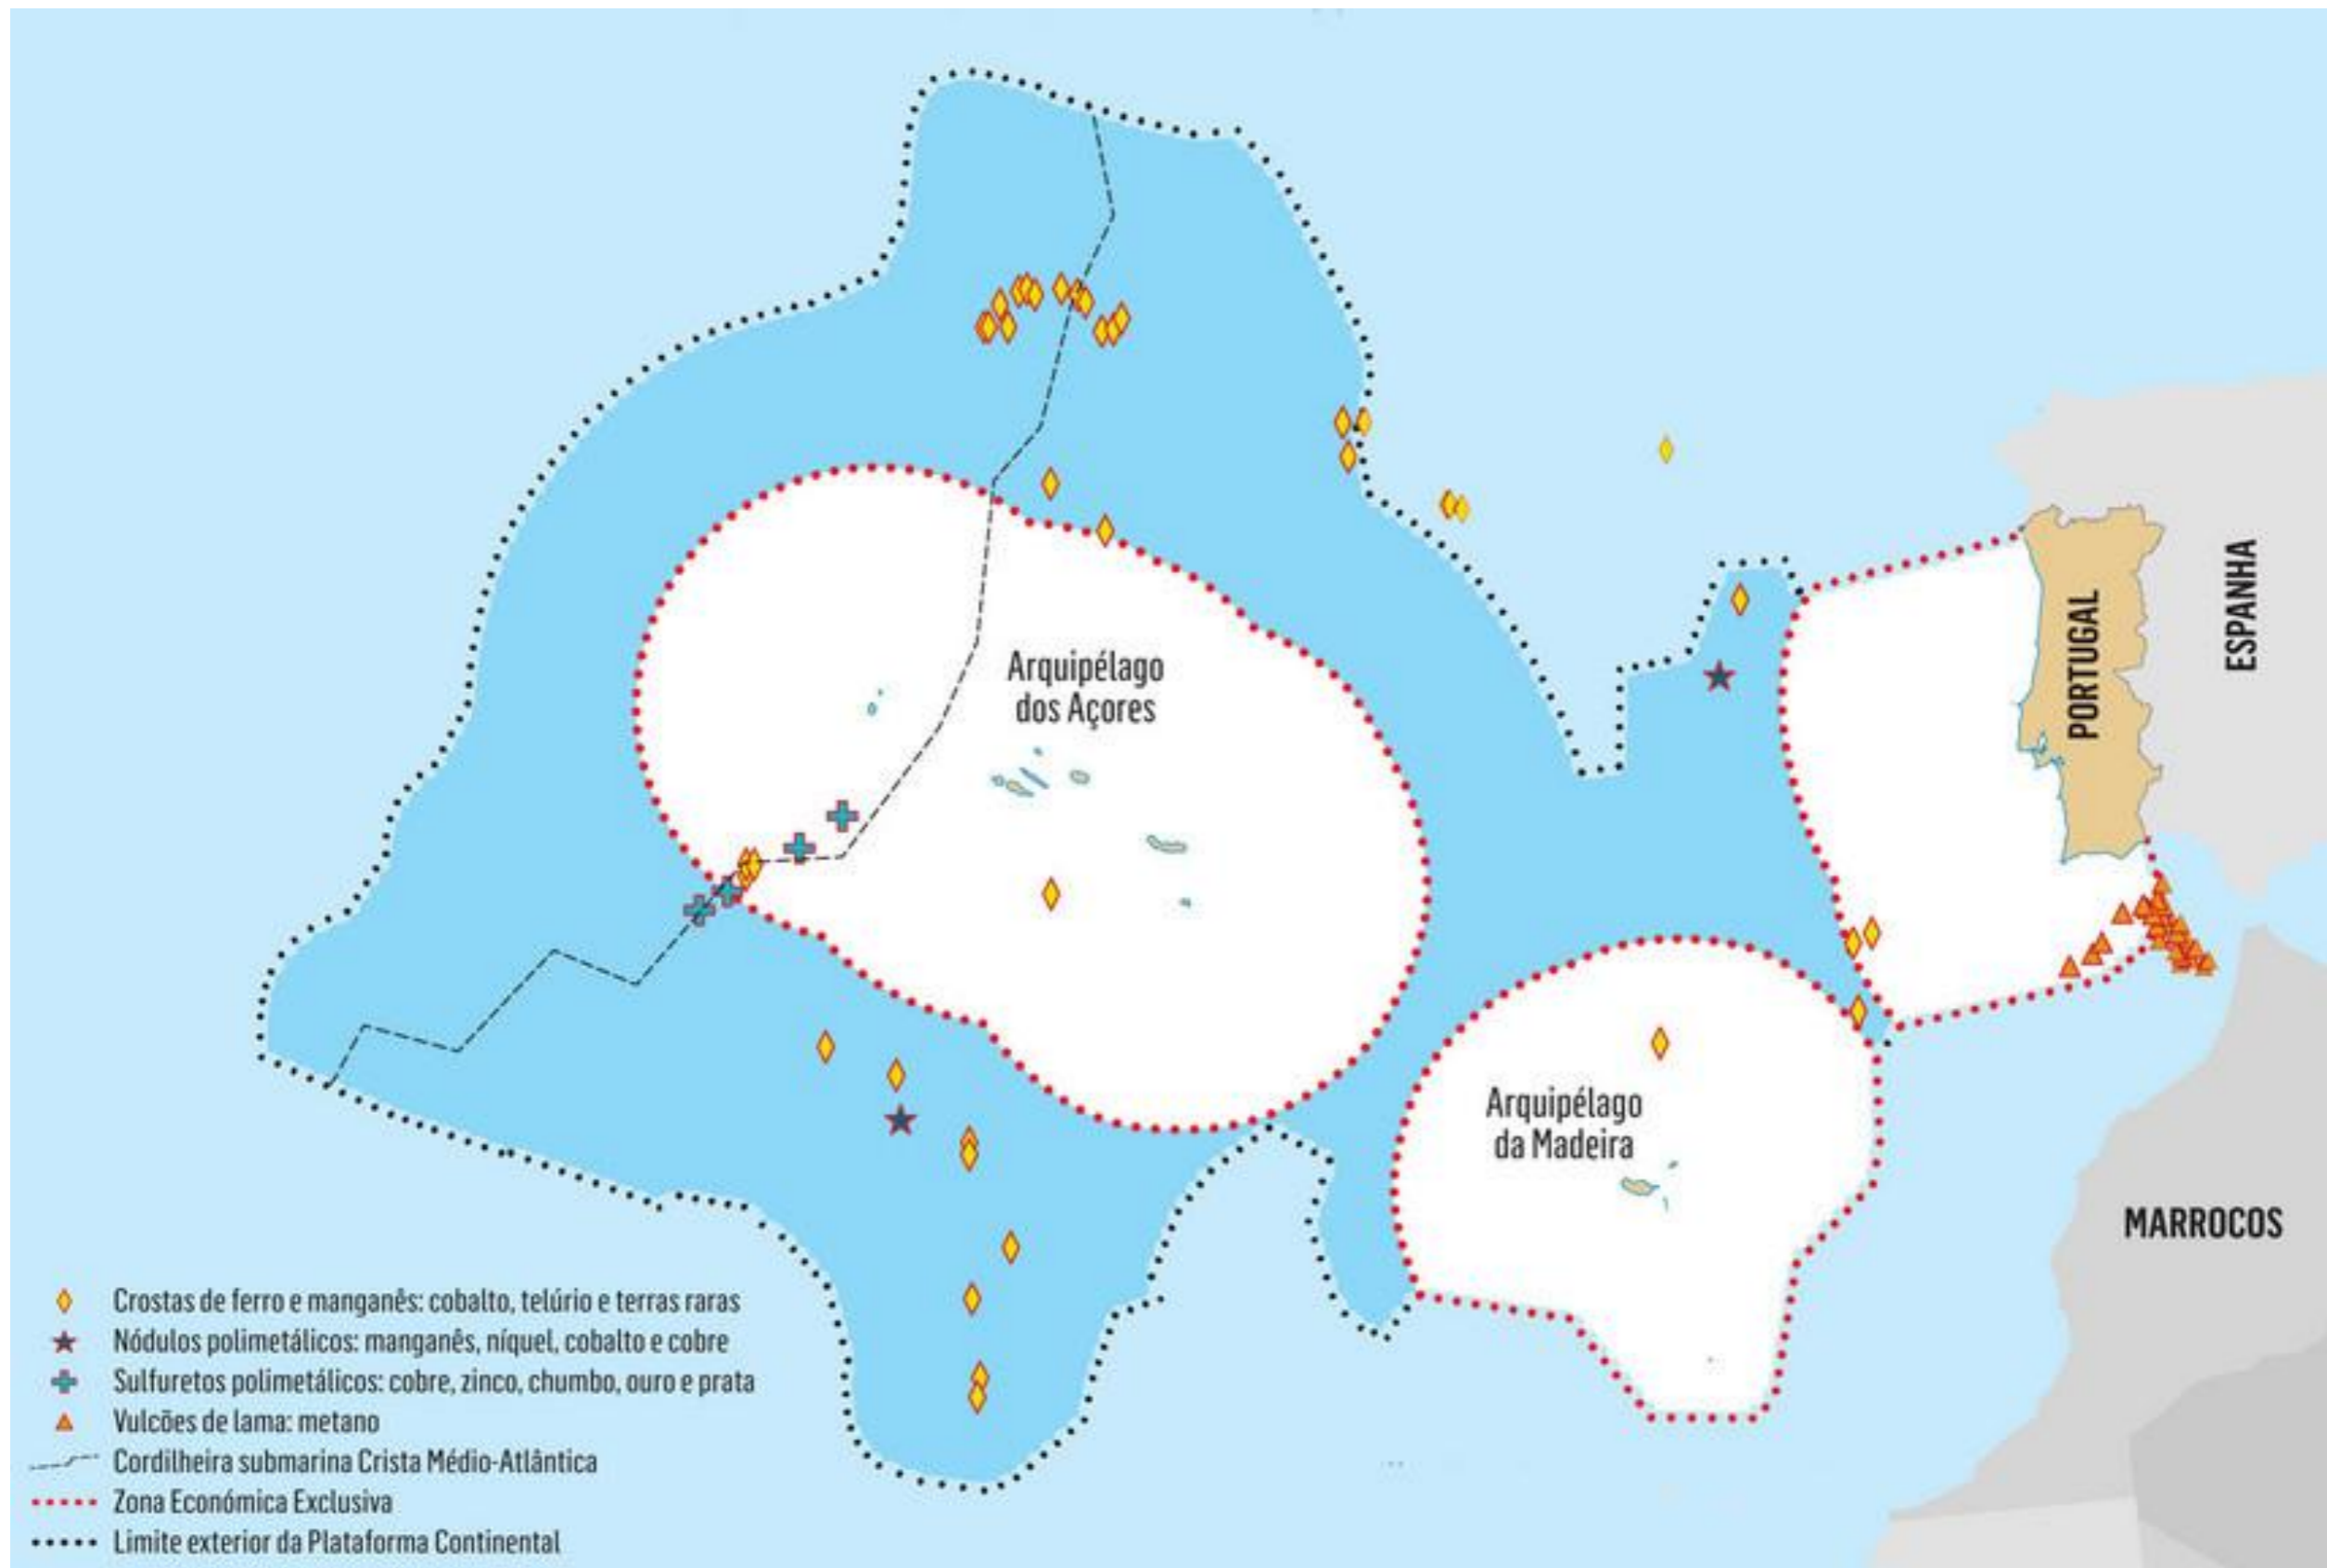 Arquipélago
dos Açores
PORTUGAL
ESPANHA
Arquipélago
da Madeira
MARROCOS
Crostas de ferro e manganês: cobalto, telúrio e terras raras
Nódulos polimetálicos: manganês, níquel, cobalto e cobre
Sulfuretos polimetálicos: cobre, zinco, chumbo, ouro e prata
Vulcões de lama: metano
Cordilheira submarina Crista Médio-Atlântica
Zona Económica Exclusiva
Limite exterior da Plataforma Continental